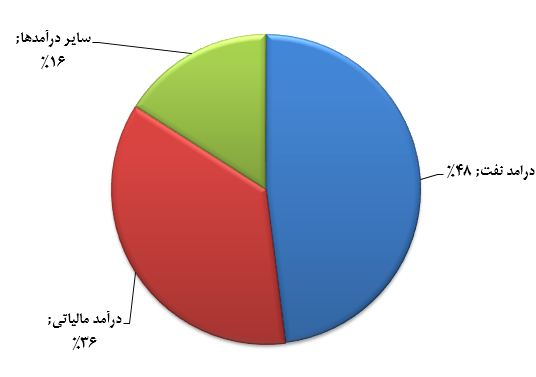 سایر درآمدها;
%۱۶
درامد نفت; ۴۸%
درآمد مالیاتی;
%۳۶